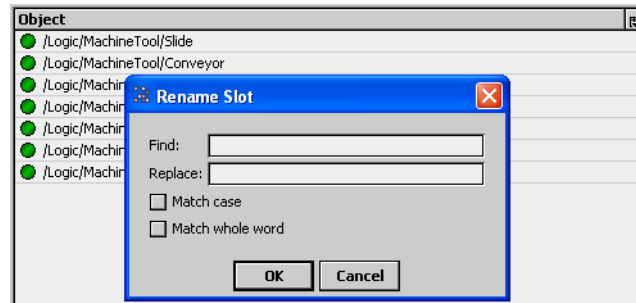 Object
/Logic/MachineTool/Slide
/Logic/MachineTool/Conveyor
/Logic/Machin
/Logic/Machin
/Logic/Machin
/Logic/Machin
/Logic/Machin
Rename Slot
Find:
Replace:
Match case
Match whole word
OK
Cancel